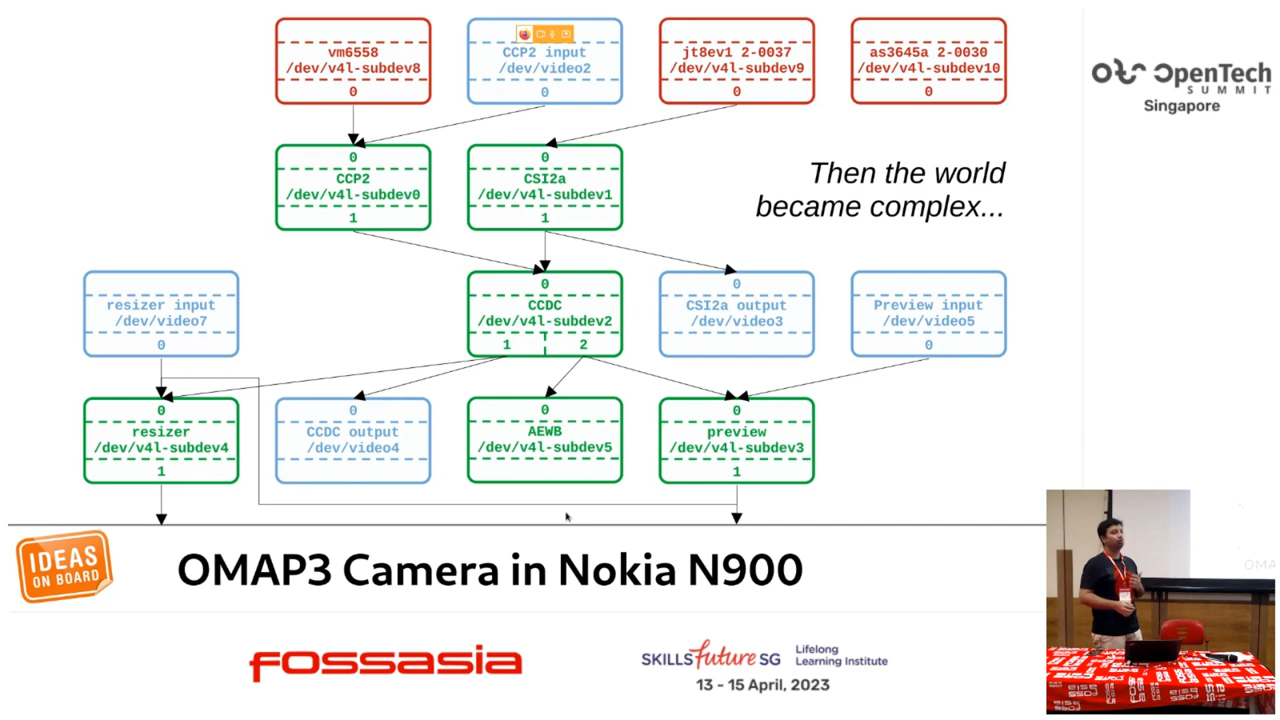 vm6558
/dev/v4l-subdev8
0
CCP2 input
/dev/video2
0
jt8ev1 2-0037
/dev/v4l-subdev9
0
as3645a 2-0030
/dev/v4l-subdev10
0
OpenTech
SUMMIT
Singapore
0
CCP2
/dev/v4l-subdev0
1
0
CSI2a
/dev/v4l-subdev1
1
Then the world
became complex...
resizer input
/dev/video7
0
0
CCDC
/dev/v4l-subdev2
1 2
0
CSI2a output
/dev/video3
Preview input
/dev/video5
0
0
resizer
/dev/v4l-subdev4
1
0
CCDC output
/dev/video4
0
AEWB
/dev/v4l-subdev5
0
preview
/dev/v4l-subdev3
1
IDEAS
ON BOARD
OMAP3 Camera in Nokia N900
OMA
FOSSASIA
SKILLSfuture SG
Lifelong
Learning Institute
13 - 15 April, 2023